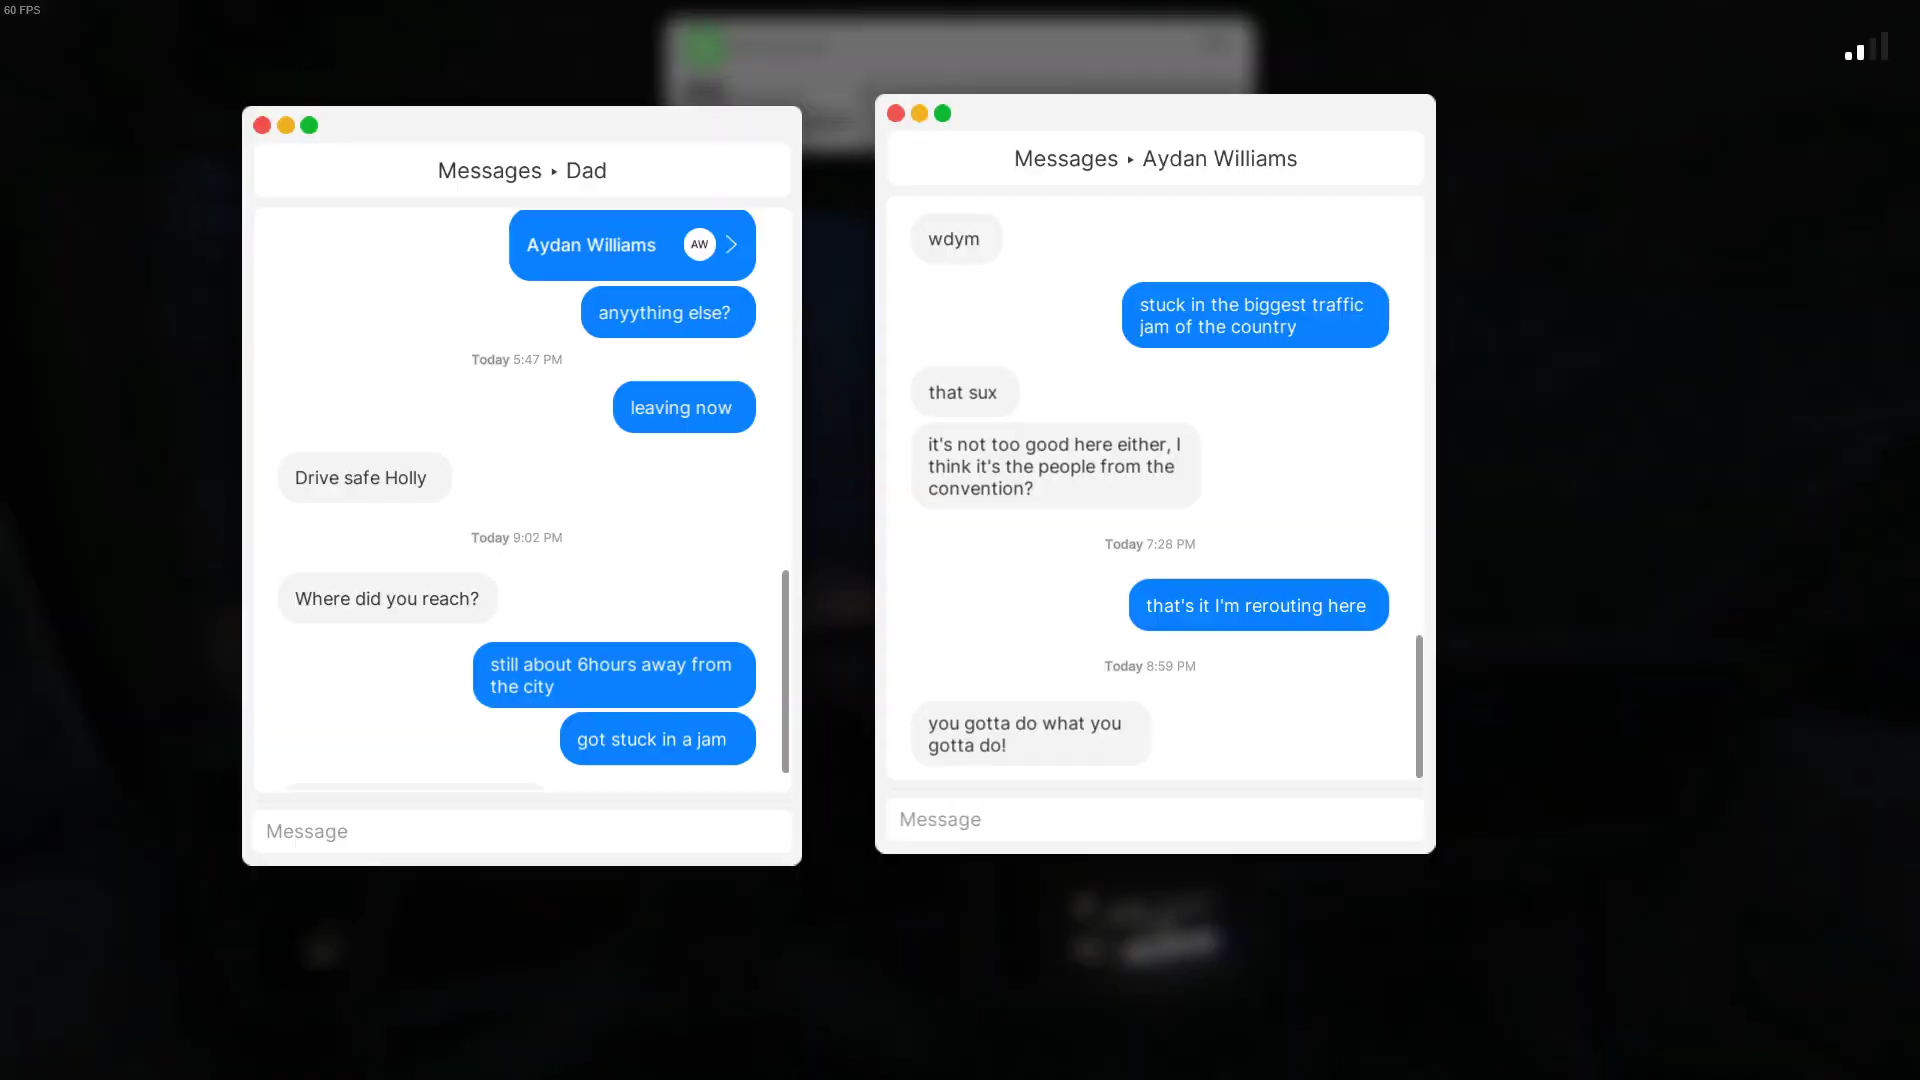 60 FPS
Messages ▸ Dad
Aydan Williams AW
anyything else?
Today 5:47 PM
leaving now
Drive safe Holly
Today 9:02 PM
Where did you reach?
still about 6hours away from
the city
got stuck in a jam
Message
Messages ▸ Aydan Williams
wdym
stuck in the biggest traffic
jam of the country
that sux
it's not too good here either, I
think it's the people from the
convention?
Today 7:28 PM
that's it I'm rerouting here
Today 8:59 PM
you gotta do what you
gotta do!
Message